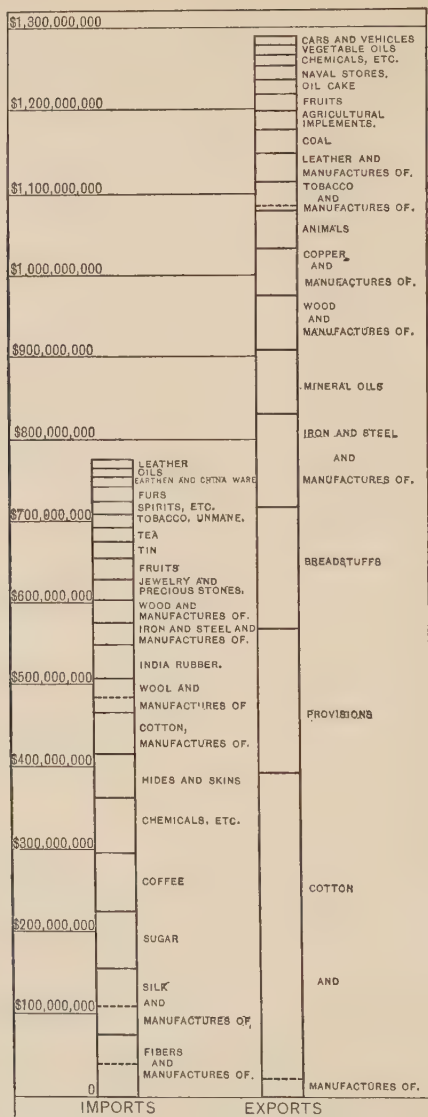 $1,300,000,000
$1,200,000,000
$1,100,000,000
$1,000,000,000
$900,000,000
$800,000,000
$700,000,000
$600,000,000
$500,000,000
$400,000,000
$300,000,000
$200,000,000
$100,000,000
0
LEATHER
OILS
EARTHEN AND CHINA WARE
FURS
SPIRITS, ETC.
TOBACCO, UNMANF.
TEA
TIN
FRUITS
JEWELRY AND
PRECIOUS STONES.
WOOD AND
MANUFACTURES OF.
IRON AND STEEL AND
MANUFACTURES OF.
INDIA RUBBER.
WOOL AND
MANUFACTURES OF
COTTON,
MANUFACTURES OF.
HIDES AND SKINS
CHEMICALS, ETC.
COFFEE
SUGAR
SILK
AND
MANUFACTURES OF,
FIBERS
AND
MANUFACTURES OF.
IMPORTS
CARS AND VEHICLES
VEGETABLE OILS
CHEMICALS, ETC.
NAVAL STORES.
OIL CAKE
FRUITS
AGRICULTURAL
IMPLEMENTS.
COAL
LEATHER AND
MANUFACTURES OF.
TOBACCO
AND
MANUFACTURES OF.
ANIMALS
COPPER
AND
MANUFACTURES OF.
WOOD
AND
MANUFACTURES OF.
MINERAL OILS
IRON AND STEEL
AND
MANUFACTURES OF.
BREADSTUFFS
PROVISIONS
COTTON
AND
MANUFACTURES OF.
EXPORTS